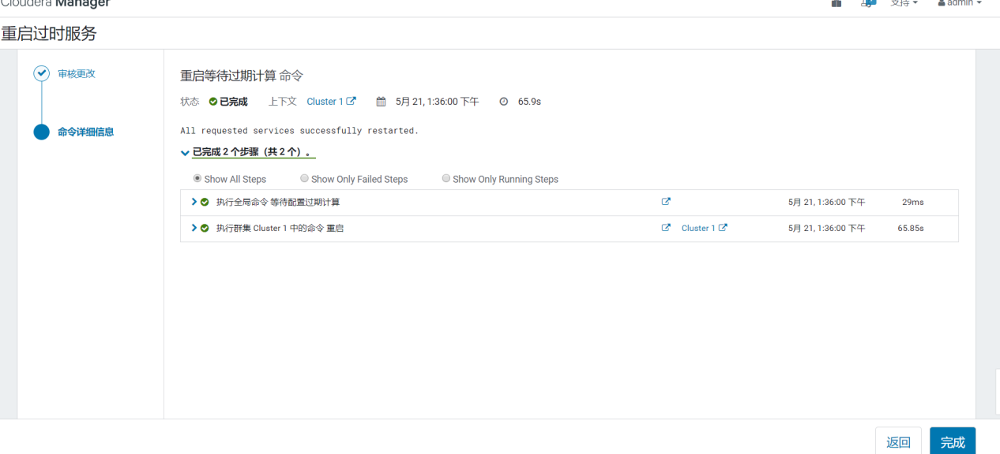 Cloudera Manager
支持 admin
重启过时服务
审核更改
命令详细信息
重启等待过期计算 命令
状态 已完成 上下文 Cluster 1 5月 21, 1:36:00 下午 65.9s
All requested services successfully restarted.
已完成 2 个步骤（共 2 个）。
Show All Steps Show Only Failed Steps Show Only Running Steps
执行全局命令 等待配置过期计算 5月 21, 1:36:00 下午 29ms
执行群集 Cluster 1 中的命令 重启 Cluster 1 5月 21, 1:36:00 下午 65.85s
返回 完成